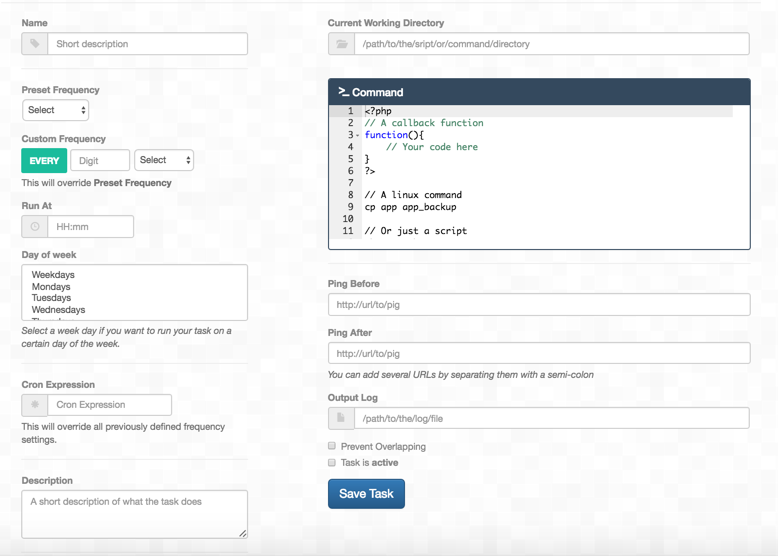 Name
Short description
Preset Frequency
Select
Custom Frequency
EVERY Digit Select
This will override Preset Frequency
Run At
HH:mm
Day of week
Weekdays
Mondays
Tuesdays
Wednesdays
Select a week day if you want to run your task on a
certain day of the week.
Cron Expression
Cron Expression
This will override all previously defined frequency
settings.
Description
A short description of what the task does
Current Working Directory
/path/to/the/sript/or/command/directory
>_ Command
1 <?php
2 // A callback function
3 function(){
4 // Your code here
5 }
6 ?>
7
8 // A linux command
9 cp app app_backup
10
11 // Or just a script
Ping Before
http://url/to/pig
Ping After
http://url/to/pig
You can add several URLs by separating them with a semi-colon
Output Log
/path/to/the/log/file
Prevent Overlapping
Task is active
Save Task